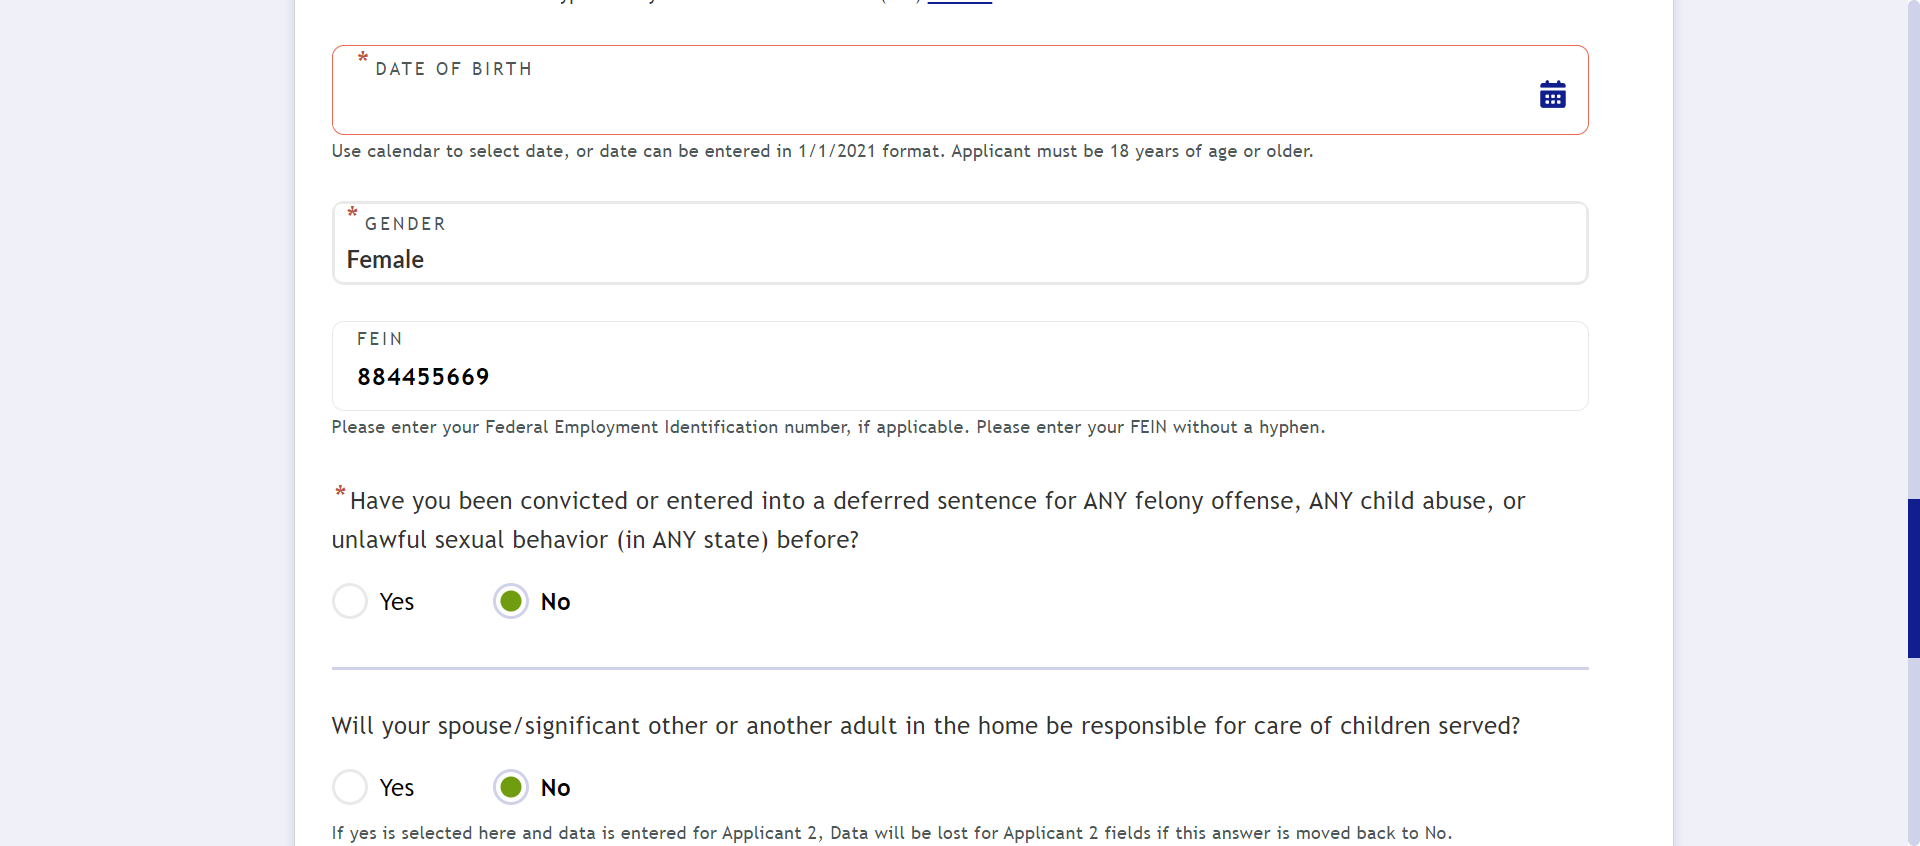 * DATE OF BIRTH
Use calendar to select date, or date can be entered in 1/1/2021 format. Applicant must be 18 years of age or older.
* GENDER
Female
FEIN
884455669
Please enter your Federal Employment Identification number, if applicable. Please enter your FEIN without a hyphen.
*Have you been convicted or entered into a deferred sentence for ANY felony offense, ANY child abuse, or
unlawful sexual behavior (in ANY state) before?
Yes No
Will your spouse/significant other or another adult in the home be responsible for care of children served?
Yes No
If yes is selected here and data is entered for Applicant 2, Data will be lost for Applicant 2 fields if this answer is moved back to No.